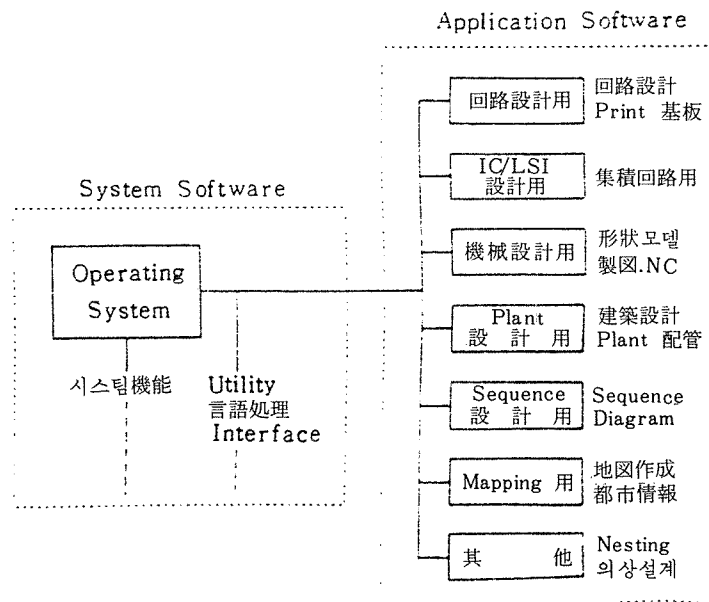 Application Software
回路設計用
回路設計
Print 基板
IC/LSI
設計用
集積回路用
System Software
Operating
System
시스팀機能
Utility
言語処理
Interface
機械設計用
形狀모델
製図.NC
Plant
設計用
建築設計
Plant 配管
Sequence
設計用
Sequence
Diagram
Mapping 用
地図作成
都市情報
其他
Nesting
의상설계